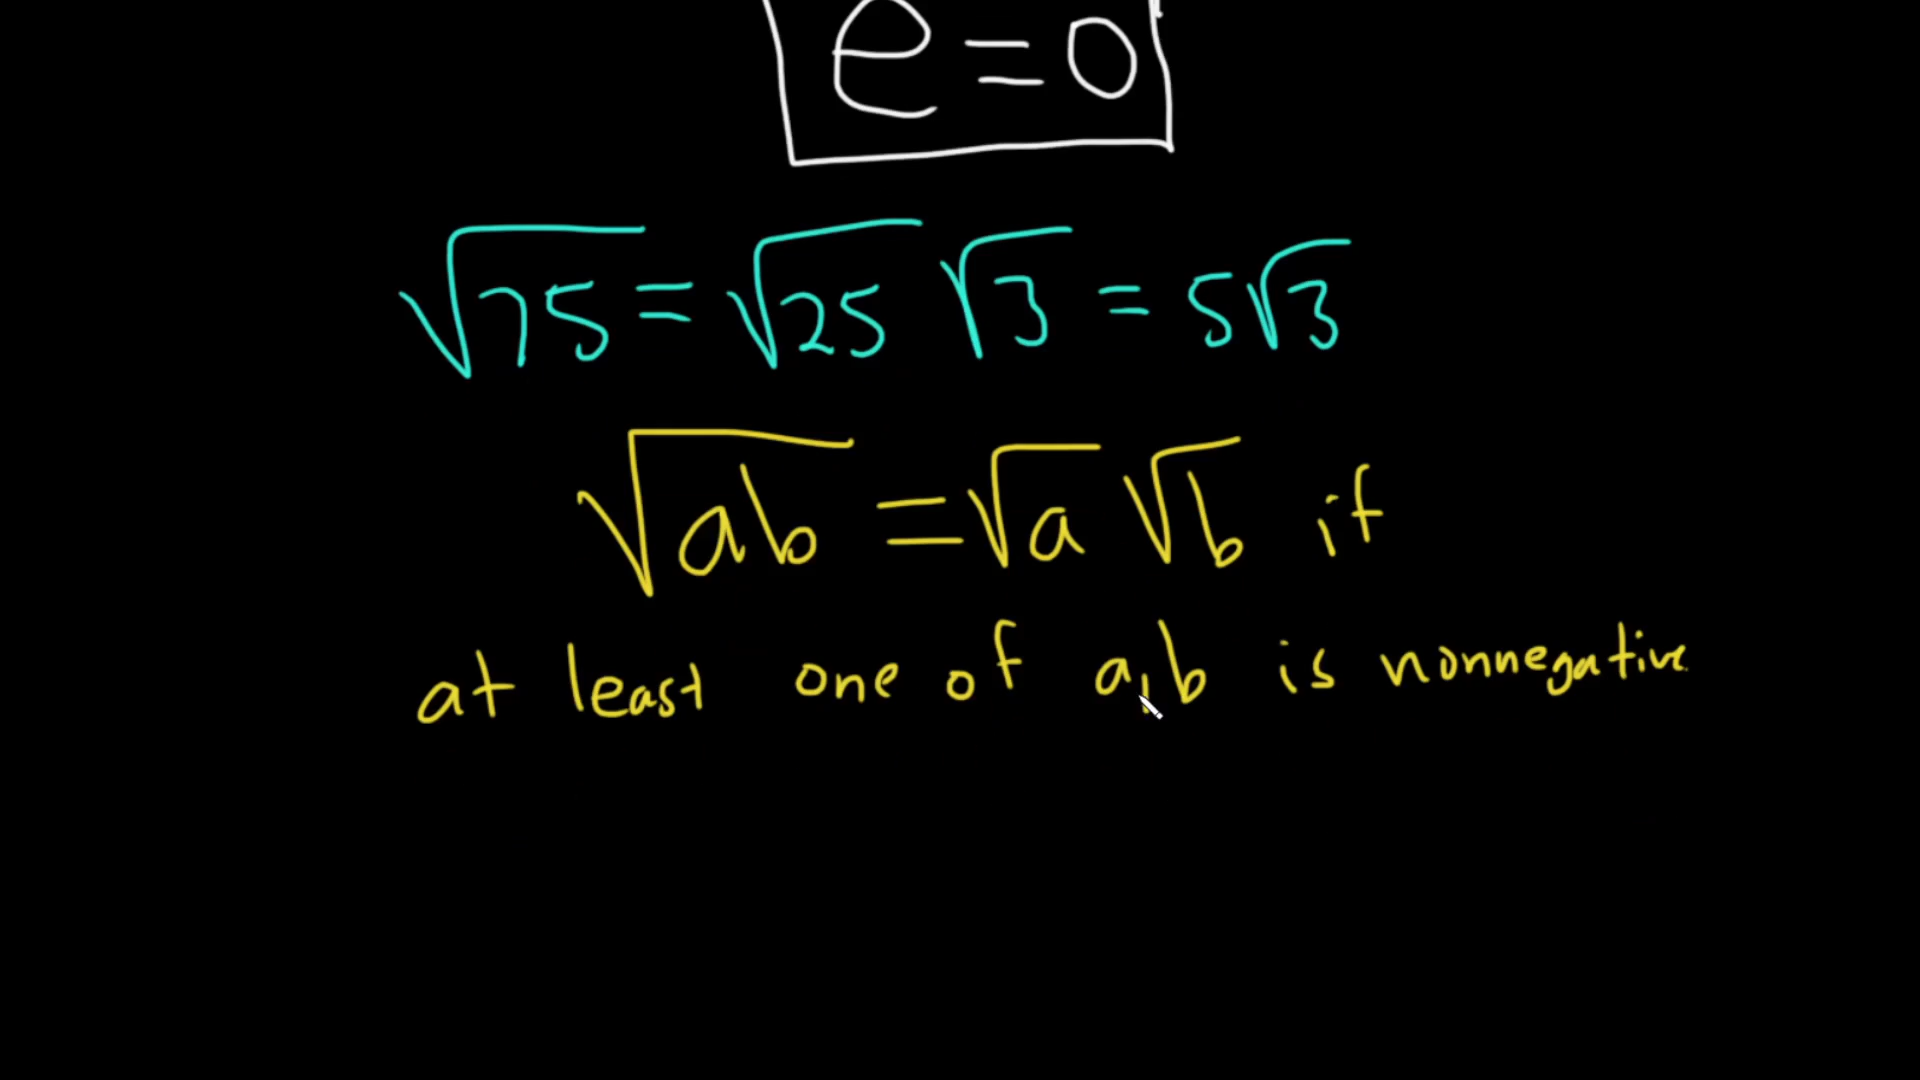 e = 0
√75 = √25 √3 = 5√3
√ab = √a √b if
at least one of a, b is nonnegative